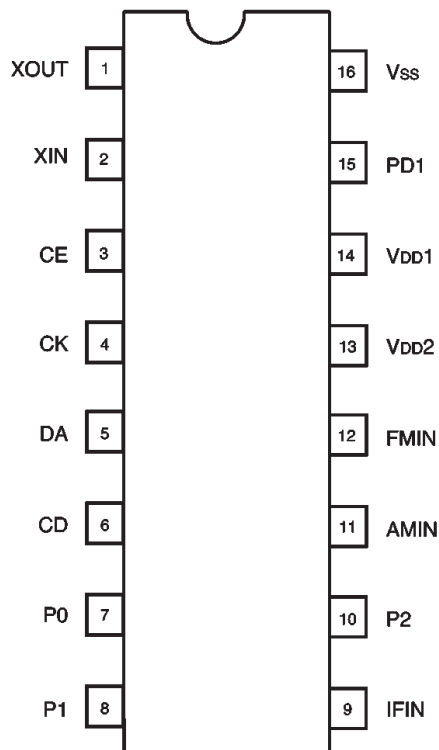 XOUT 1 16 VSS
XIN 2 15 PD1
CE 3 14 VDD1
CK 4 13 VDD2
DA 5 12 FMIN
CD 6 11 AMIN
P0 7 10 P2
P1 8 9 IFIN